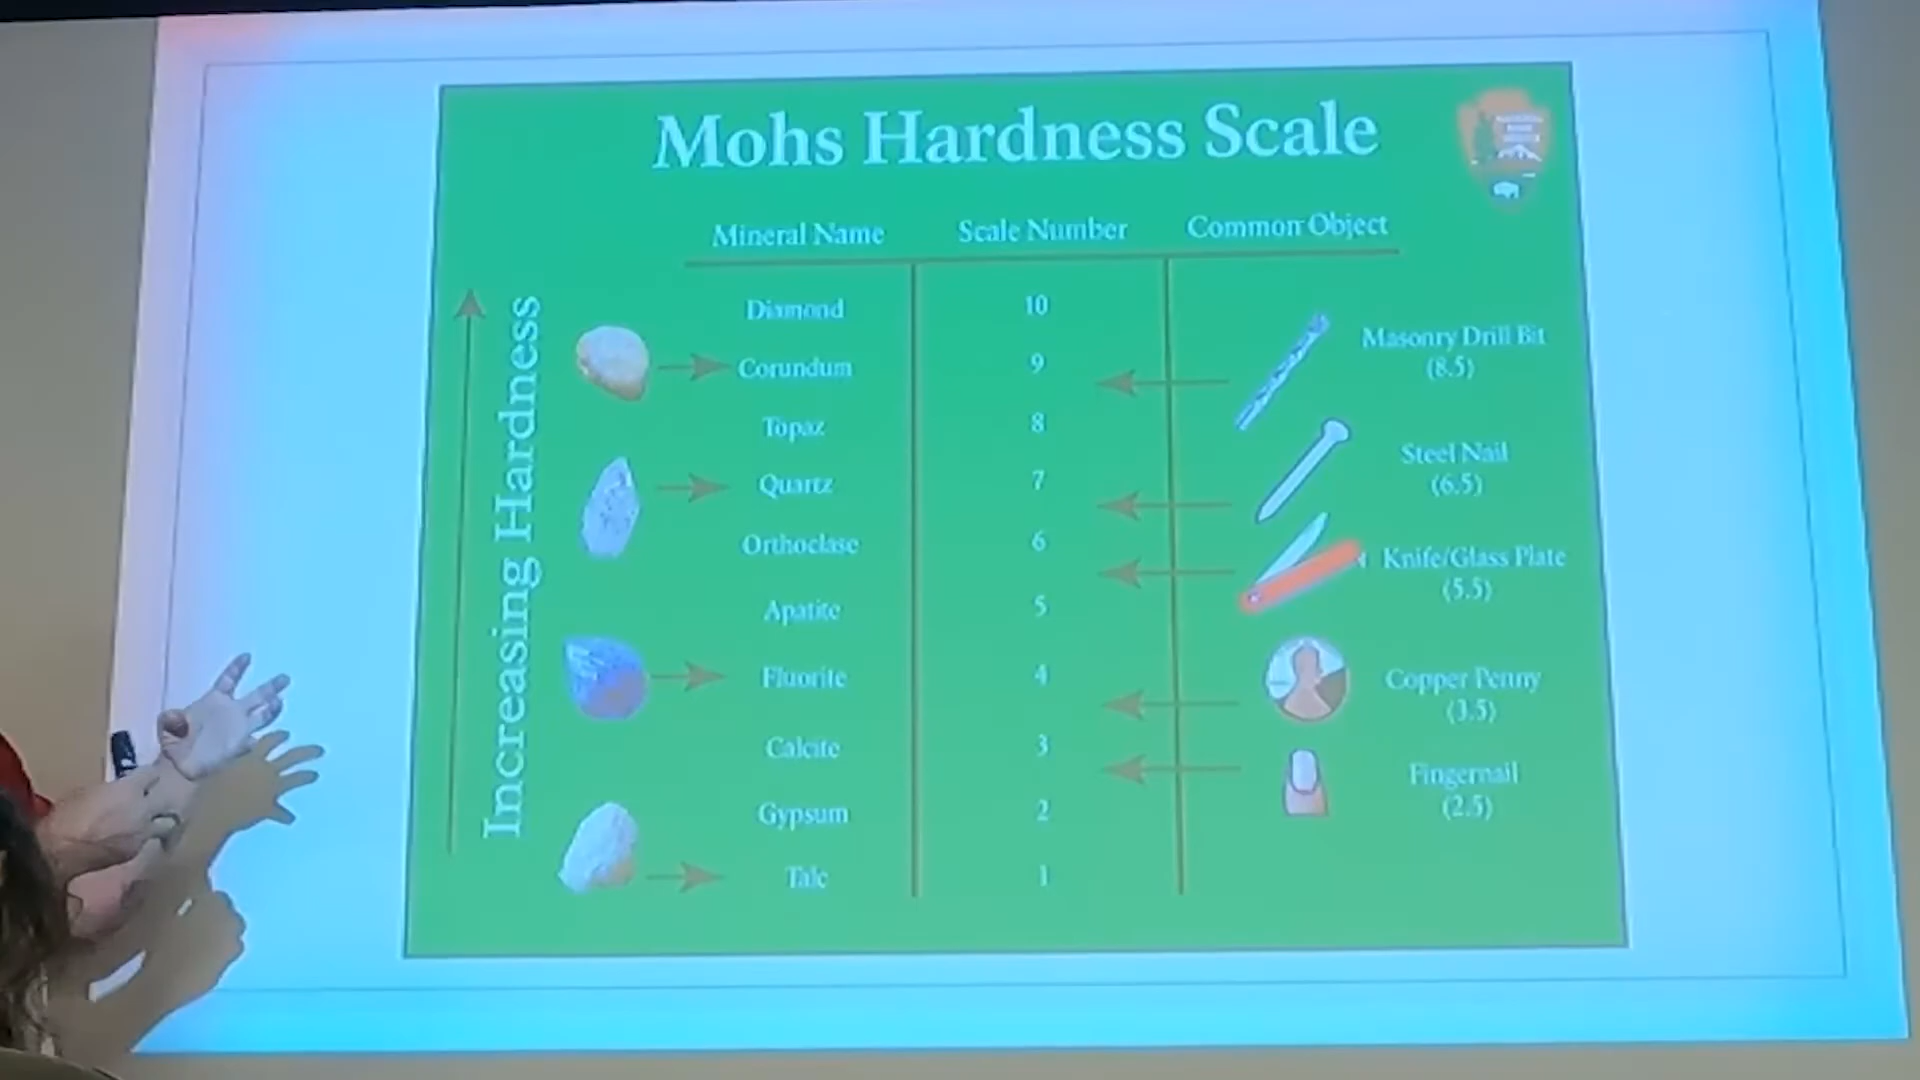 Mohs Hardness Scale
Mineral Name Scale Number Common Object
Increasing Hardness
Diamond 10
Masonry Drill Bit
(8.5)
Corundum 9
Topaz 8
Steel Nail
(6.5)
Quartz 7
Orthoclase 6
Knife/Glass Plate
(5.5)
Apatite 5
Fluorite 4
Copper Penny
(3.5)
Calcite 3
Fingernail
(2.5)
Gypsum 2
Talc 1